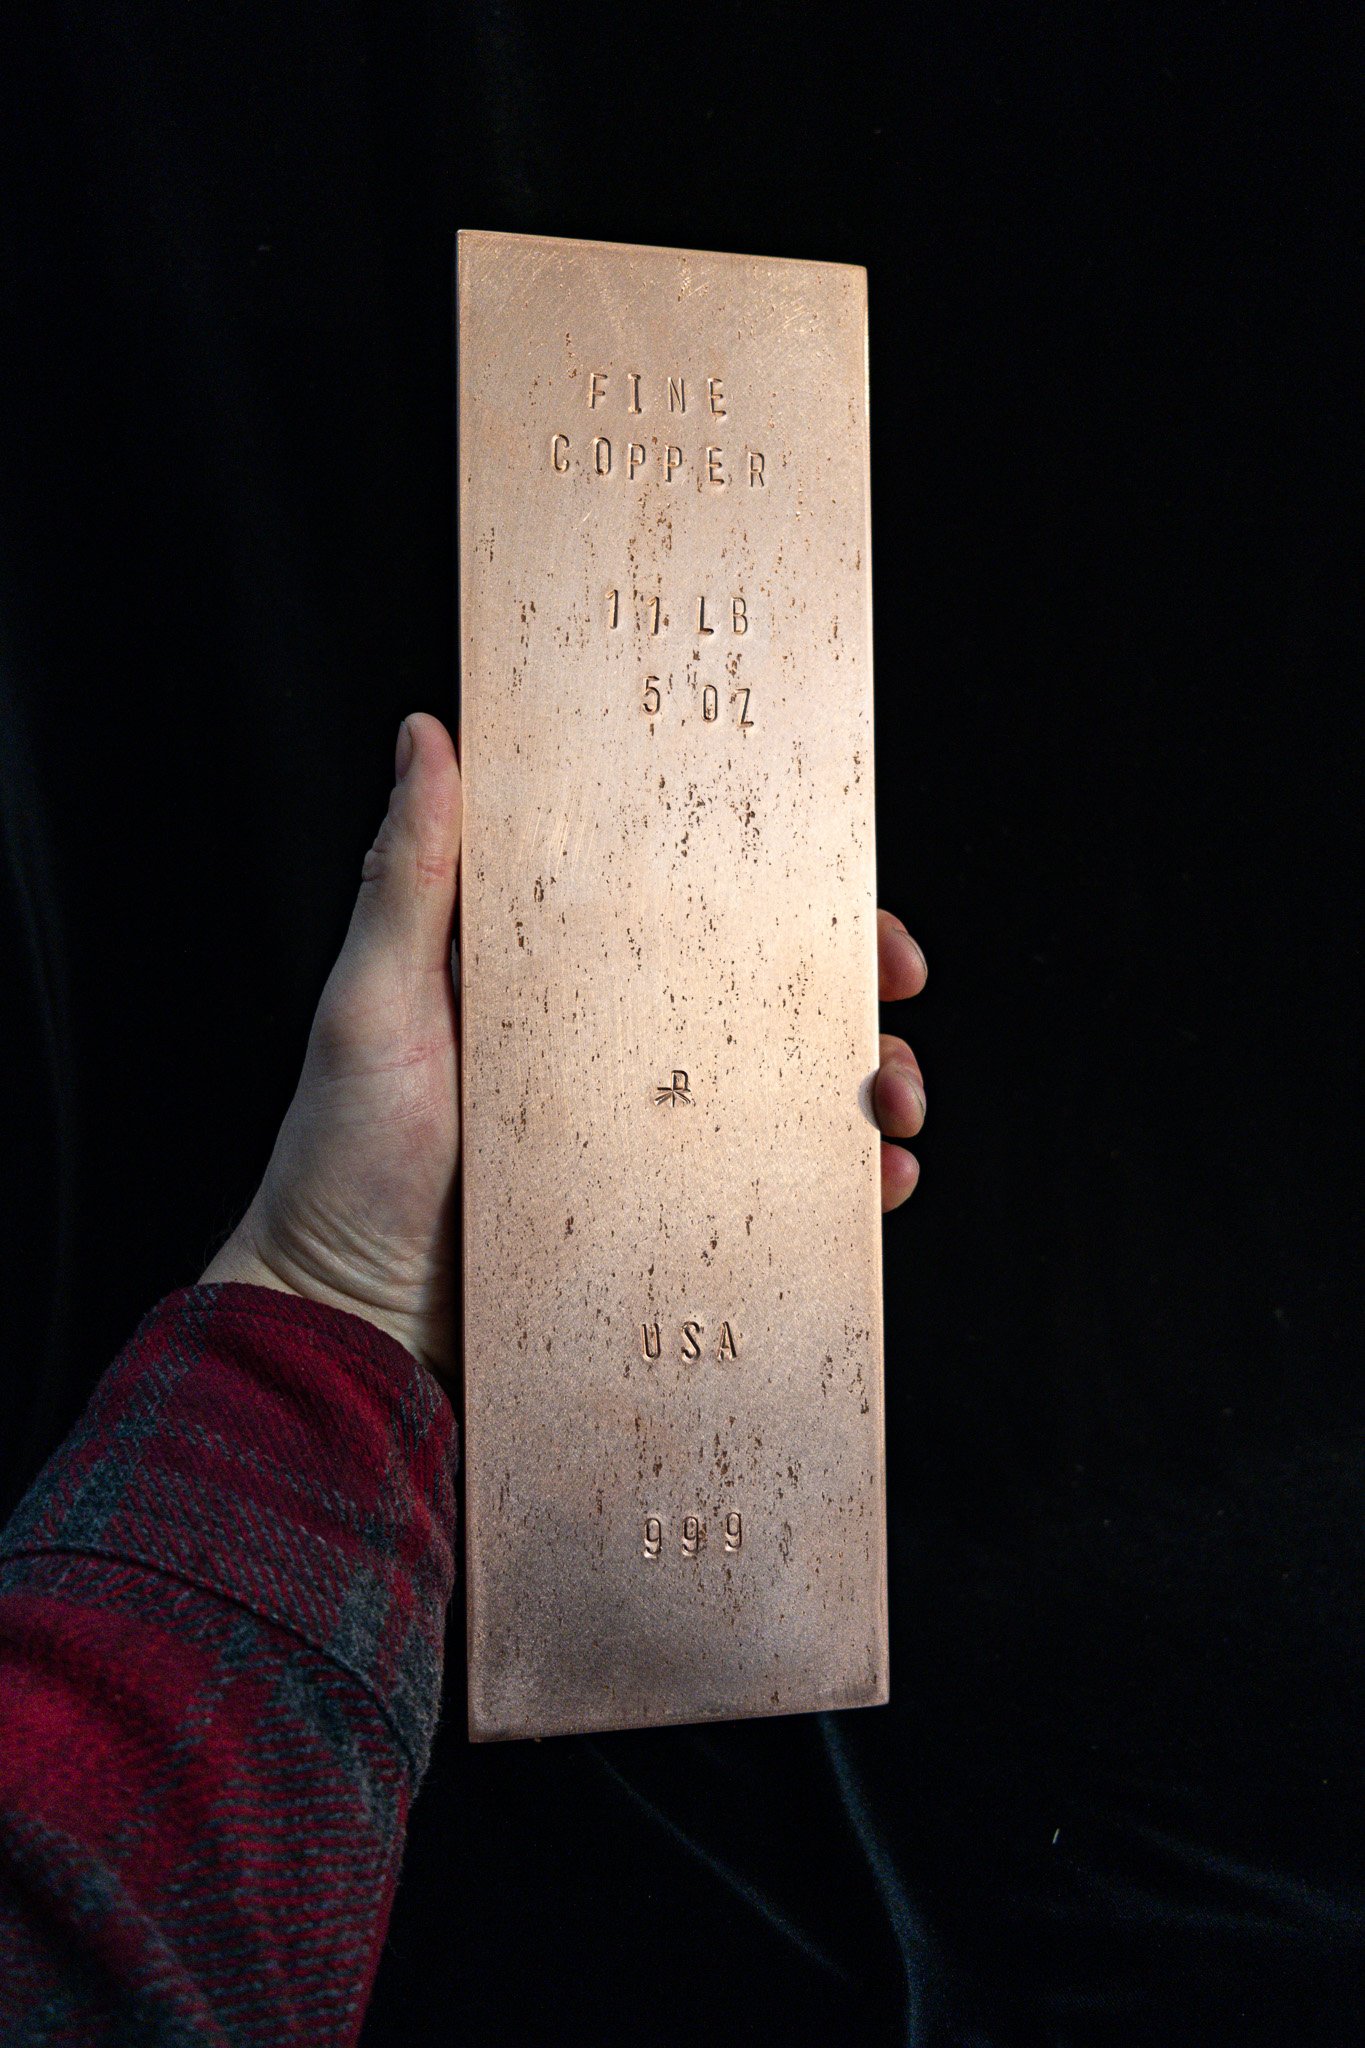 FINE
COPPER
11 LB
5 OZ
USA
999